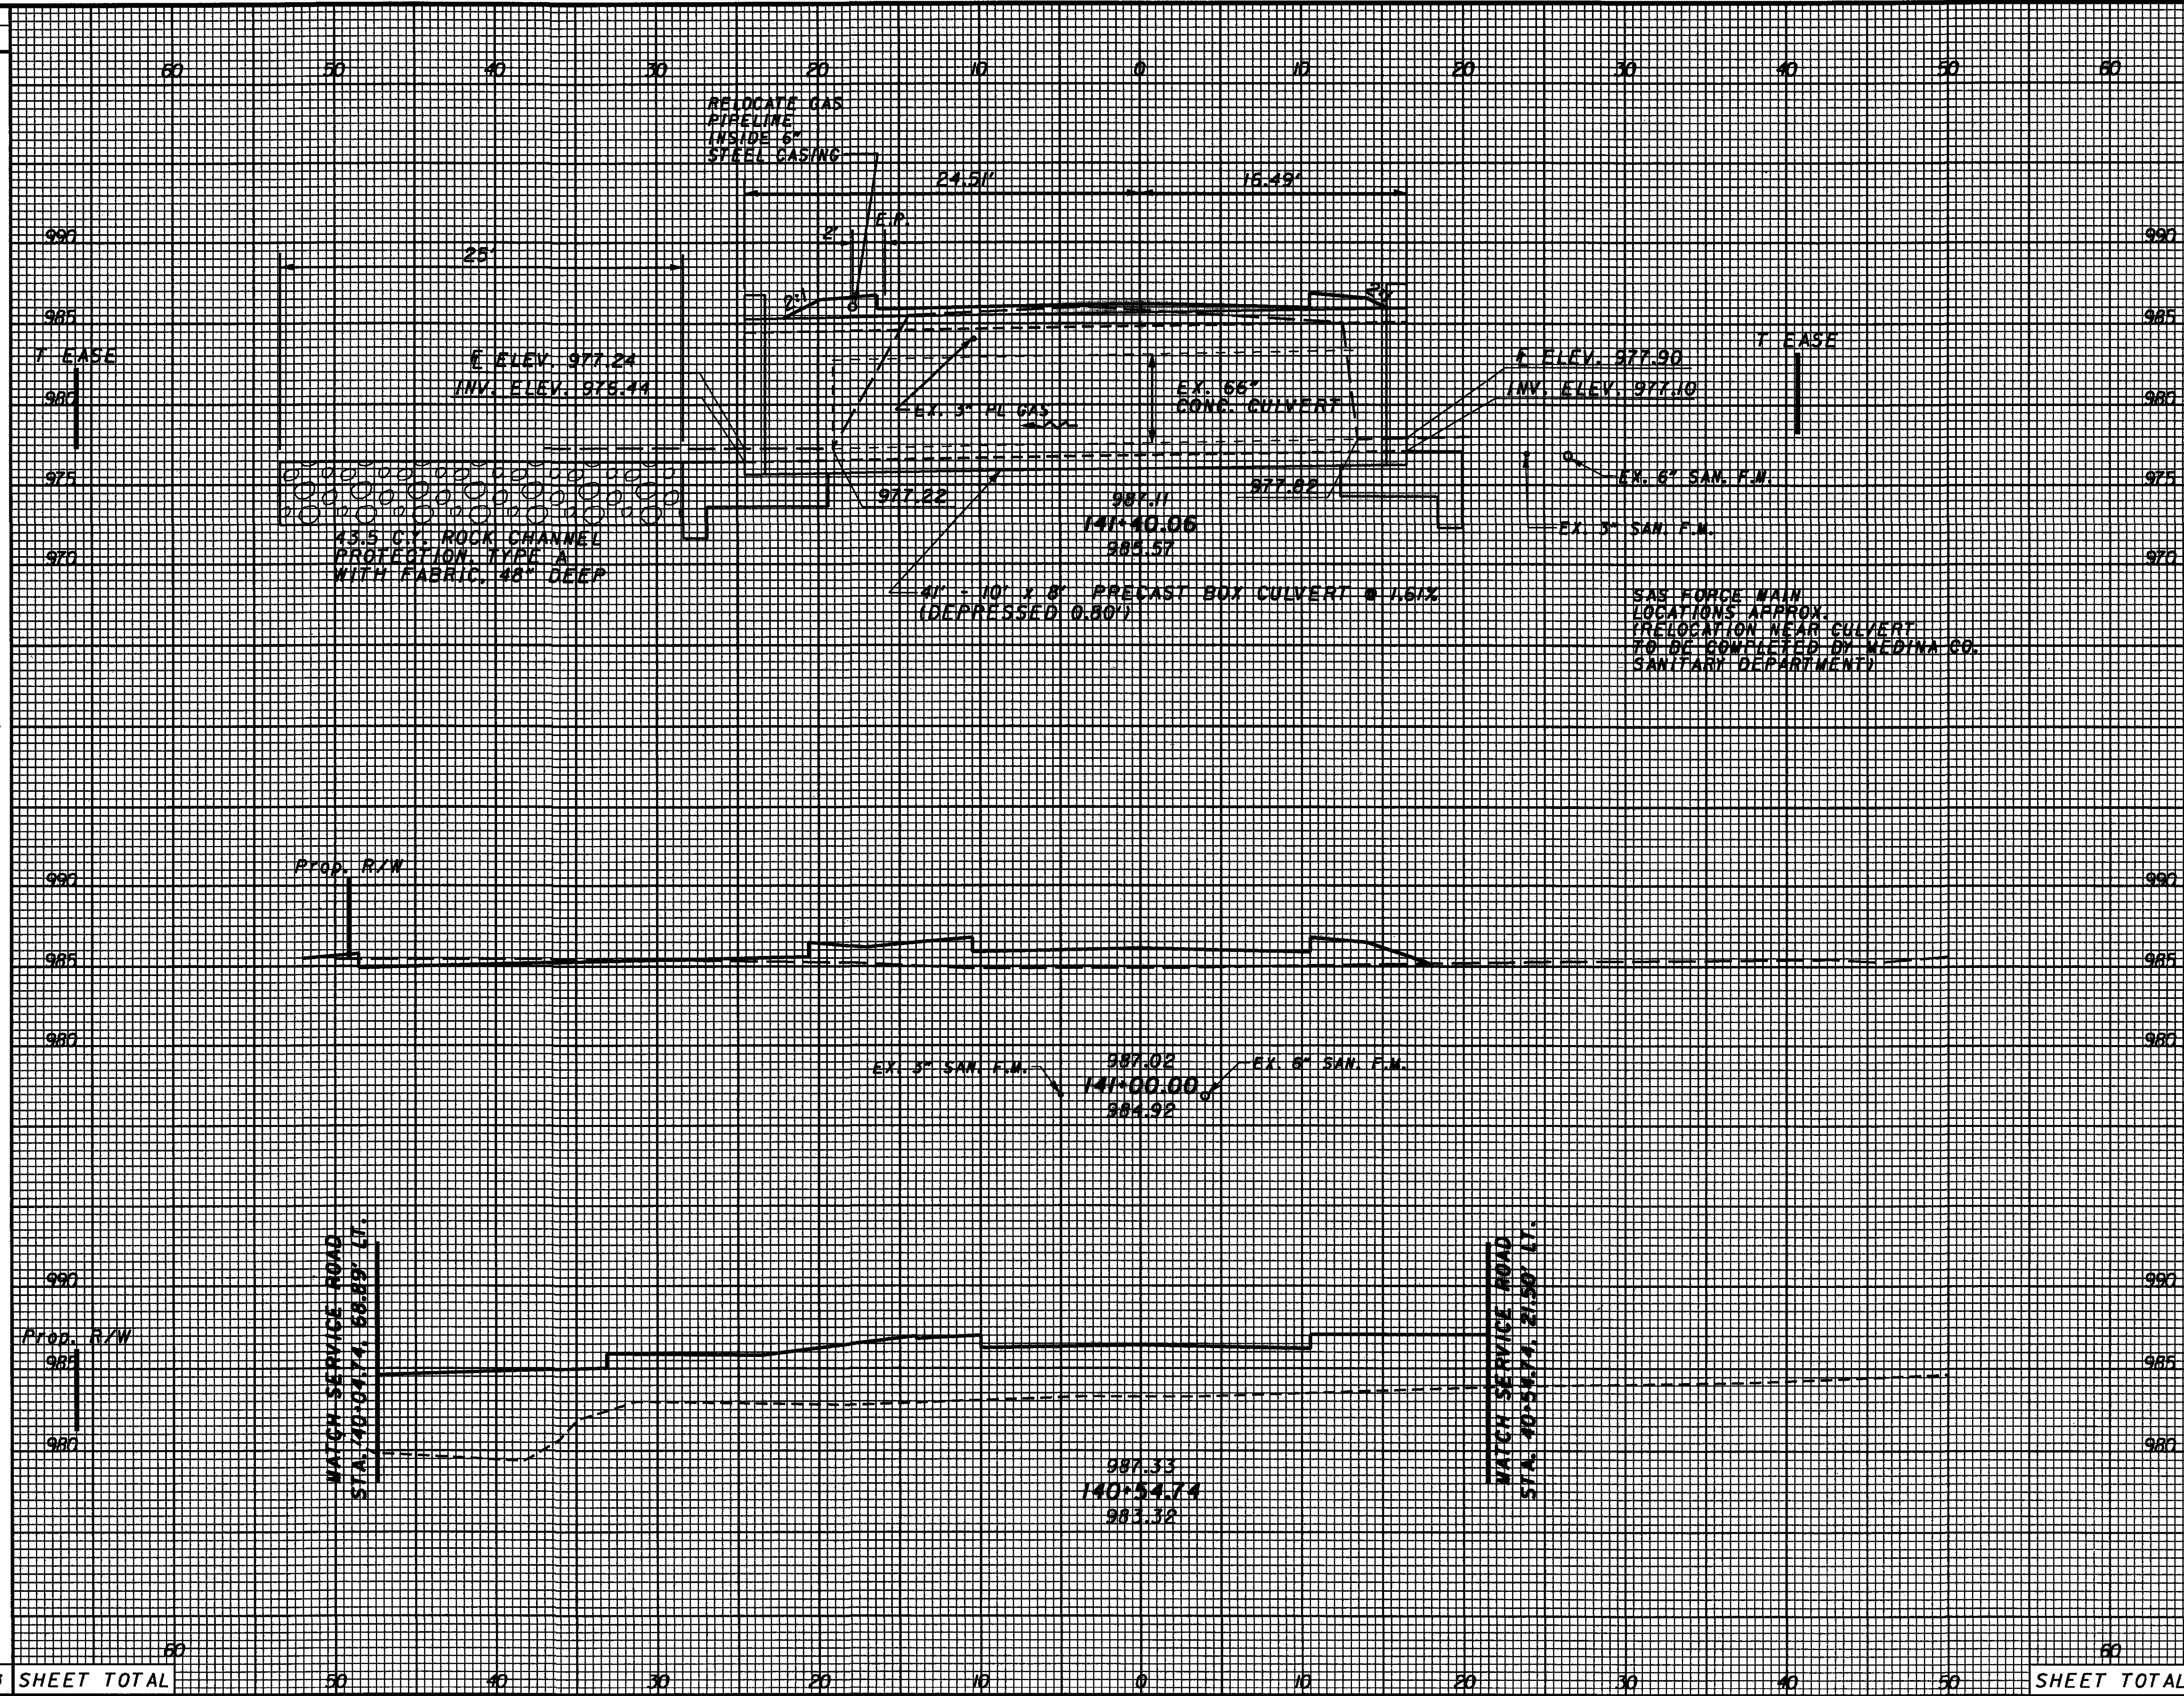 60 50 40 30 20 10 0 10 20 30 40 50 60
RELOCATE GAS
PIPELINE
INSIDE 6"
STEEL CASING
24.51'
16.49'
E.P.
2'
990
990
25'
2:1
2:1
985
985
T EASE
T EASE
₠ ELEV. 977.24
INV. ELEV. 976.44
₠ ELEV. 977.90
INV. ELEV. 977.10
980
980
EX. 66"
CONC. CULVERT
EX. 3" PL GAS
975
975
EX. 6" SAN. F.M.
977.22
977.82
987.11
141+40.06
985.57
EX. 3" SAN. F.M.
43.5 C.Y. ROCK CHANNEL
PROTECTION, TYPE A
WITH FABRIC, 48" DEEP
970
970
41' - 10' x 8' PRECAST BOX CULVERT @ 1.61%
(DEPRESSED 0.80')
SAS FORCE MAIN
LOCATIONS APPROX.
(RELOCATION NEAR CULVERT
TO BE COMPLETED BY MEDINA CO.
SANITARY DEPARTMENT)
Prop. R/W
990
990
985
985
980
980
EX. 3" SAN. F.M.
987.02
141+00.00
984.92
EX. 6" SAN. F.M.
MATCH SERVICE ROAD
STA. 140+04.74, 68.89' LT.
MATCH SERVICE ROAD
STA. 40+54.74, 21.50' LT.
990
990
Prop. R/W
985
985
980
980
987.33
140+54.74
983.32
60
60
SHEET TOTAL
50 40 30 20 10 0 10 20 30 40 50
SHEET TOTAL